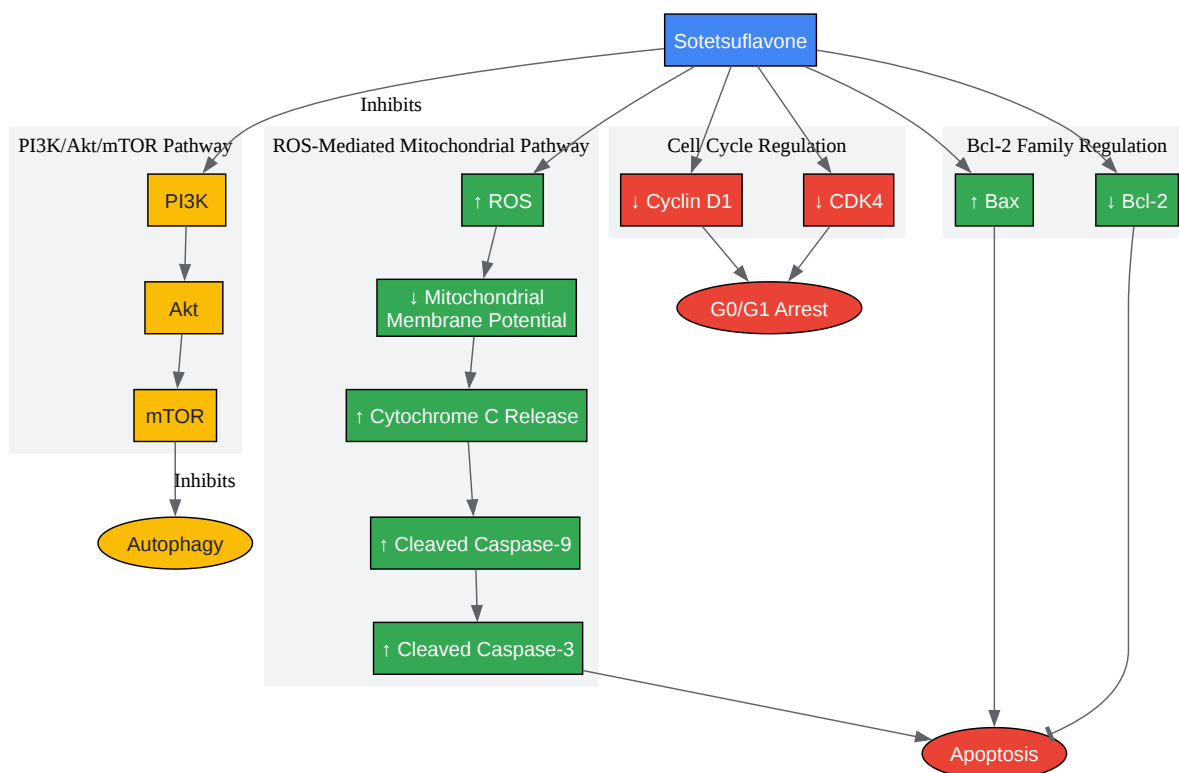 Sotetsuflavone
Inhibits
PI3K/Akt/mTOR Pathway
ROS-Mediated Mitochondrial Pathway
Cell Cycle Regulation
Bcl-2 Family Regulation
PI3K
↑ ROS
↓ Cyclin D1
↓ CDK4
↑ Bax
↓ Bcl-2
Akt
↓ Mitochondrial
Membrane Potential
G0/G1 Arrest
mTOR
↑ Cytochrome C Release
Inhibits
Autophagy
↑ Cleaved Caspase-9
↑ Cleaved Caspase-3
Apoptosis